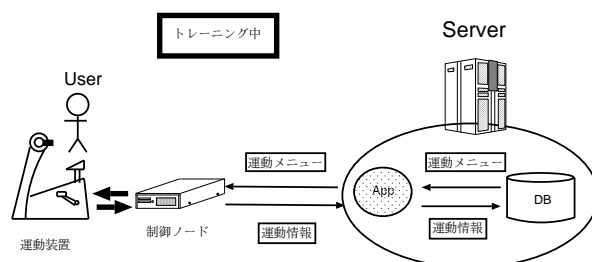 トレーニング中
Server
User
運動メニュー
運動メニュー
App
DB
運動情報
運動情報
運動装置
制御ノード